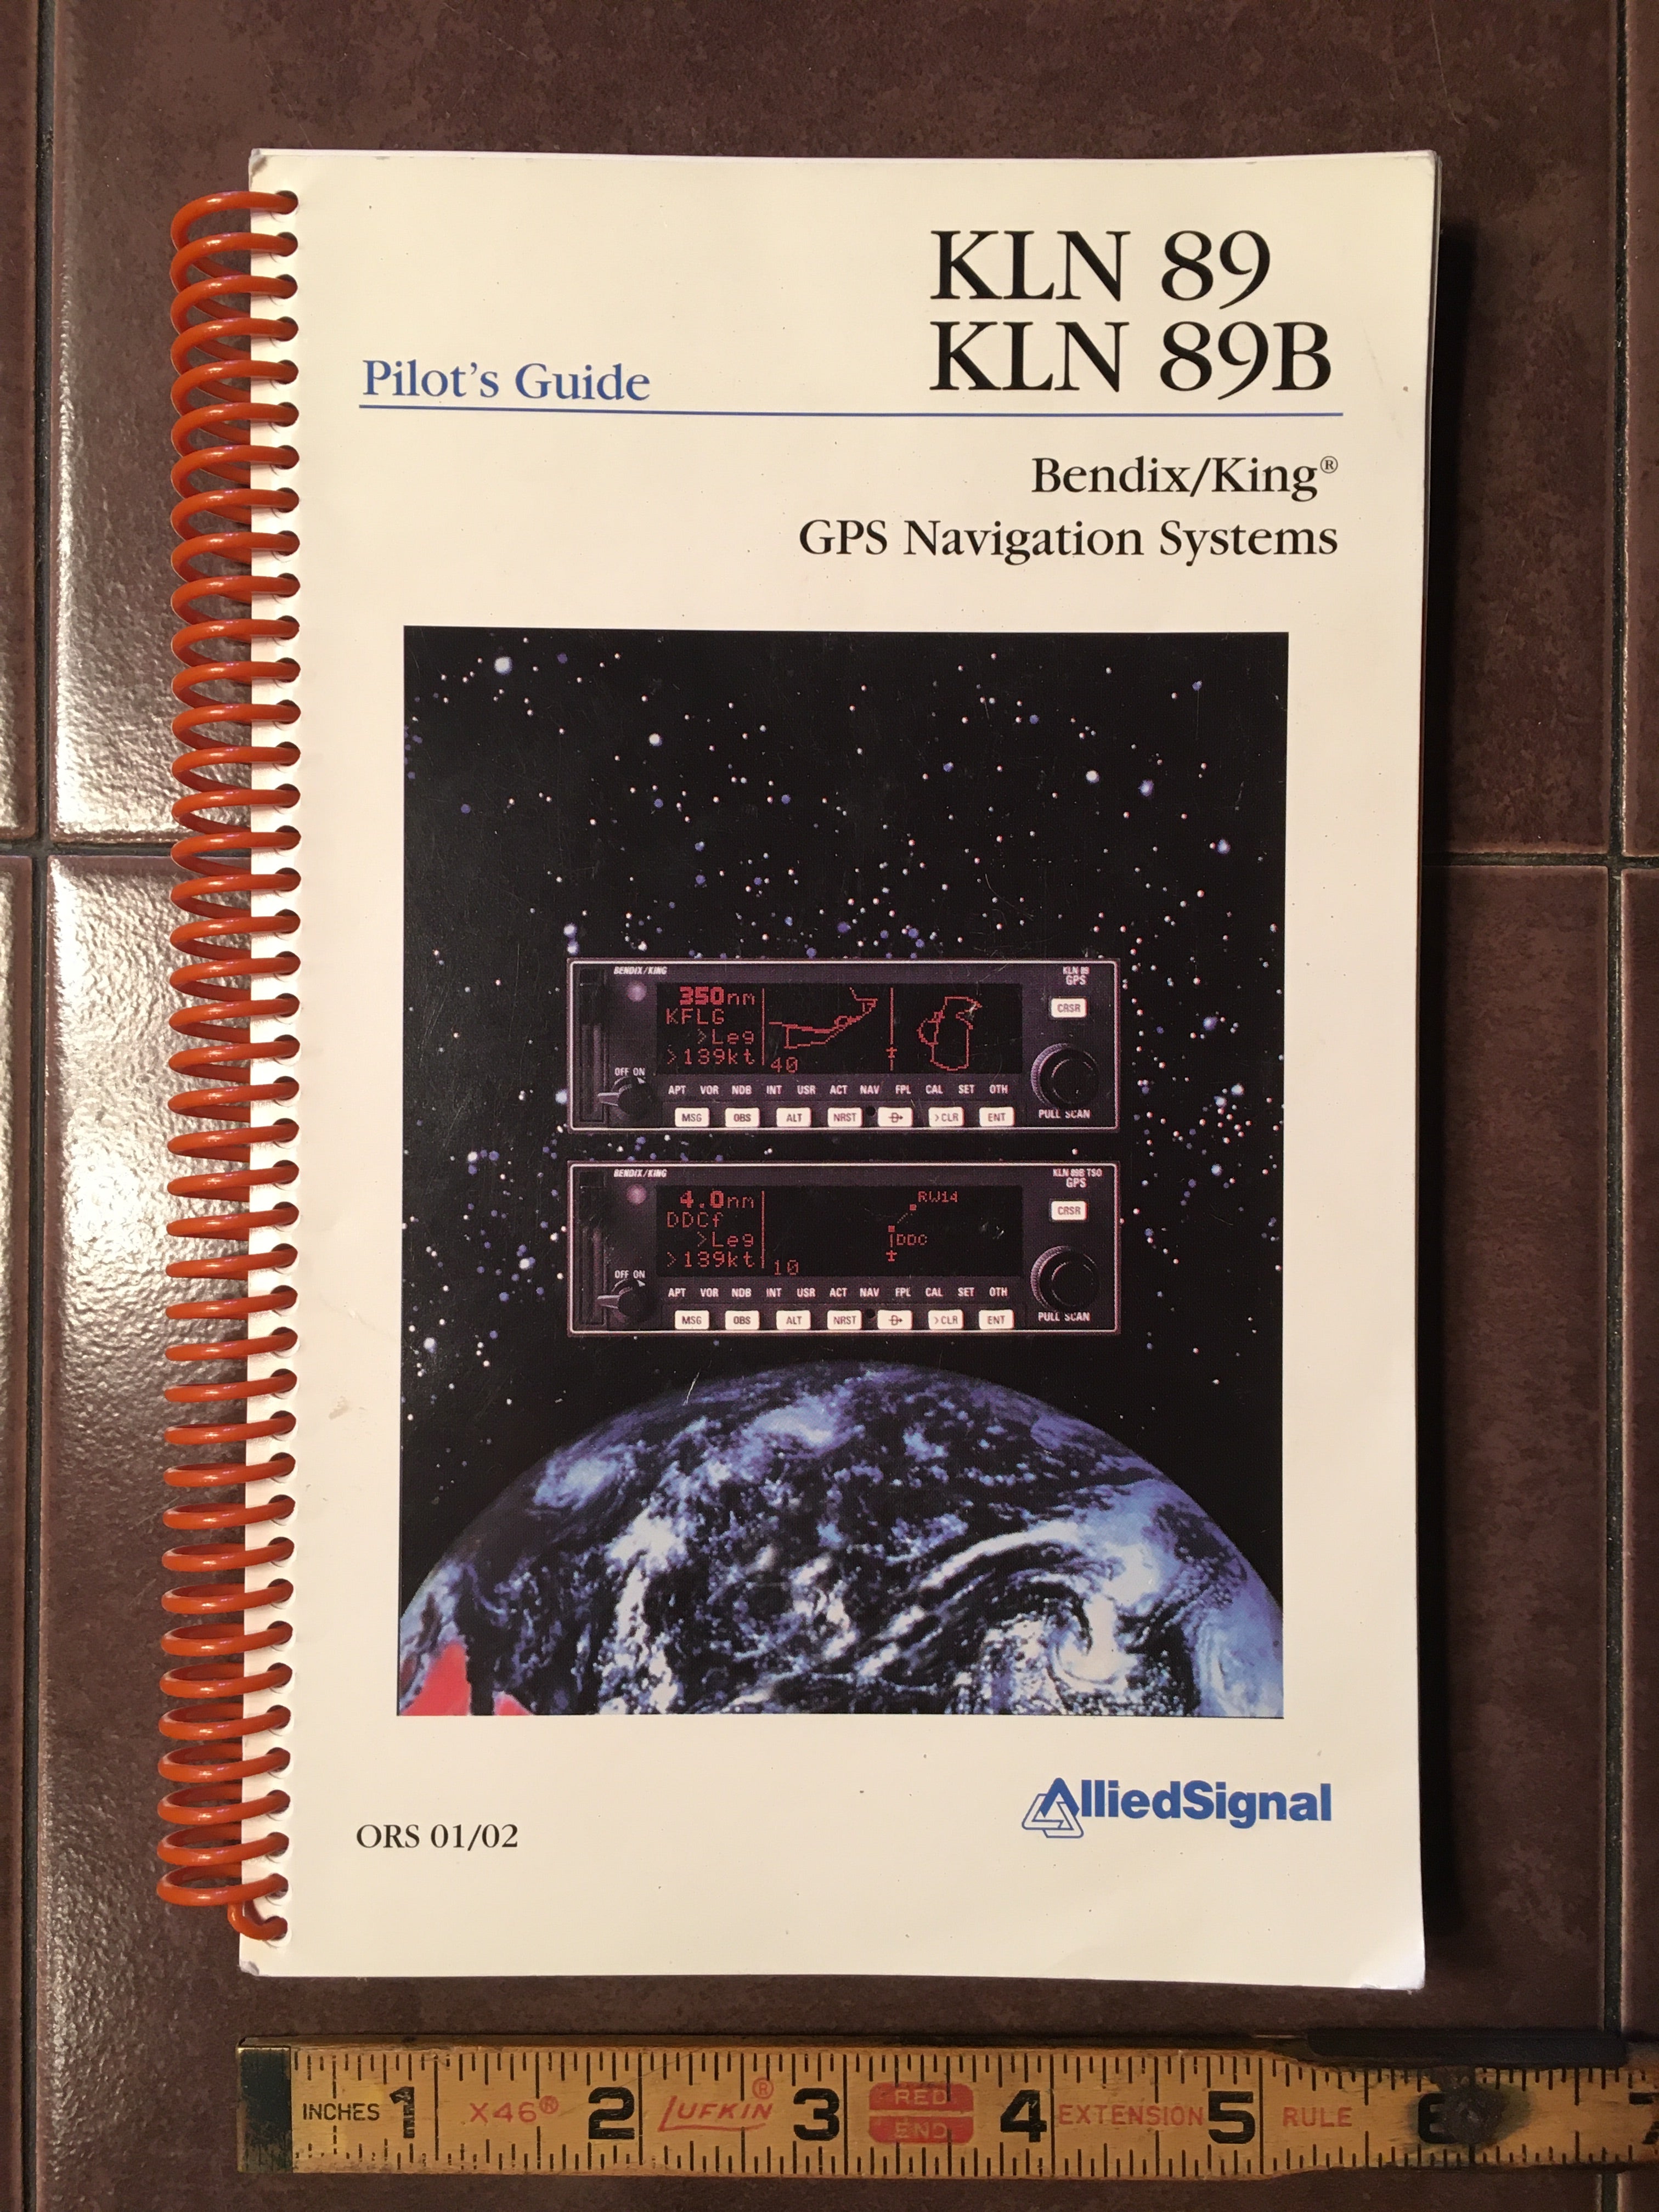 KLN 89
KLN 89B
Pilot's Guide
Bendix/King®
GPS Navigation Systems
BENDIX/KING
KLN 89
GPS
350nm
KFLG
>Leg
>139kt
40
CRSR
OFF ON
APT VOR NDB INT USR ACT NAV FPL CAL SET OTH
MSG OBS ALT NRST D >CLR ENT
PULL SCAN
BENDIX/KING
KLN 89B TSO
GPS
4.0nm
DDCf
>Leg
>139kt
10
RW14
DDC
CRSR
OFF ON
APT VOR NDB INT USR ACT NAV FPL CAL SET OTH
MSG OBS ALT NRST D >CLR ENT
PULL SCAN
AlliedSignal
ORS 01/02
INCHES 1 X46® 2 LUFKIN® 3 RED END 4 EXTENSION 5 RULE 6 7